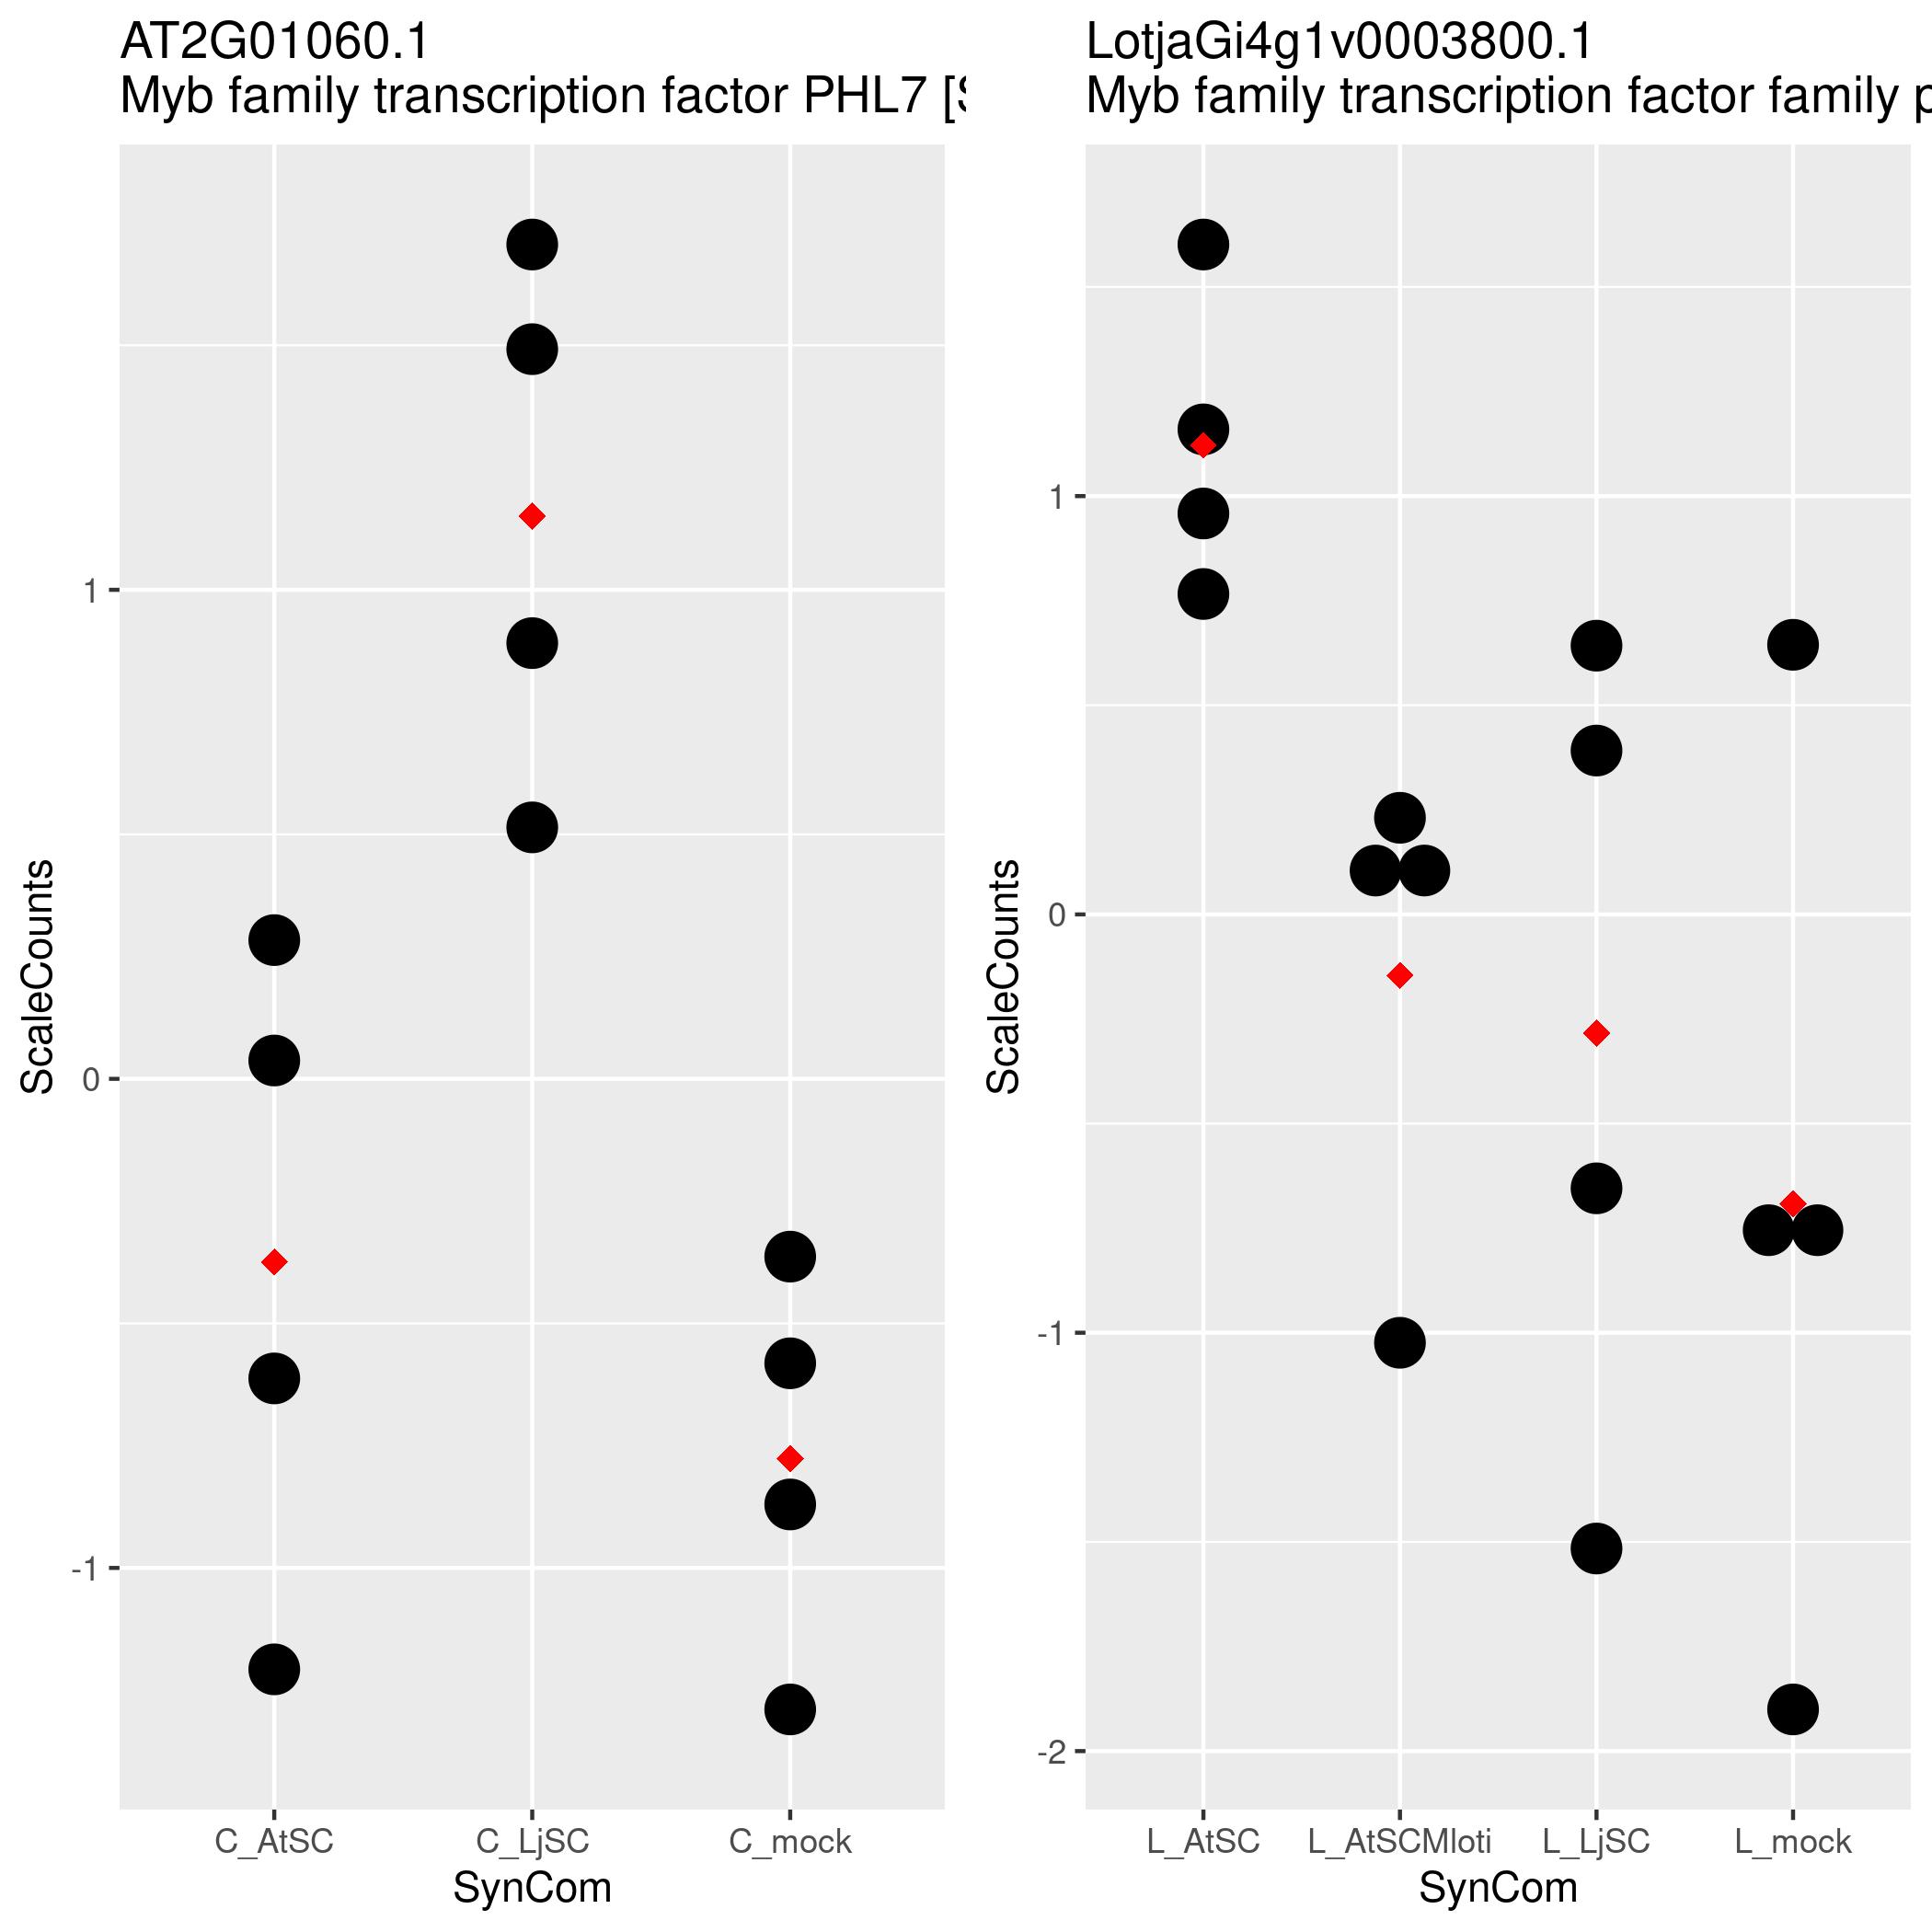 AT2G01060.1
Myb family transcription factor PHL7
ScaleCounts
1
0
-1
C_AtSC C_LjSC C_mock
SynCom
LotjaGi4g1v0003800.1
Myb family transcription factor family
ScaleCounts
1
0
-1
-2
L_AtSC L_AtSCMloti L_LjSC L_mock
SynCom